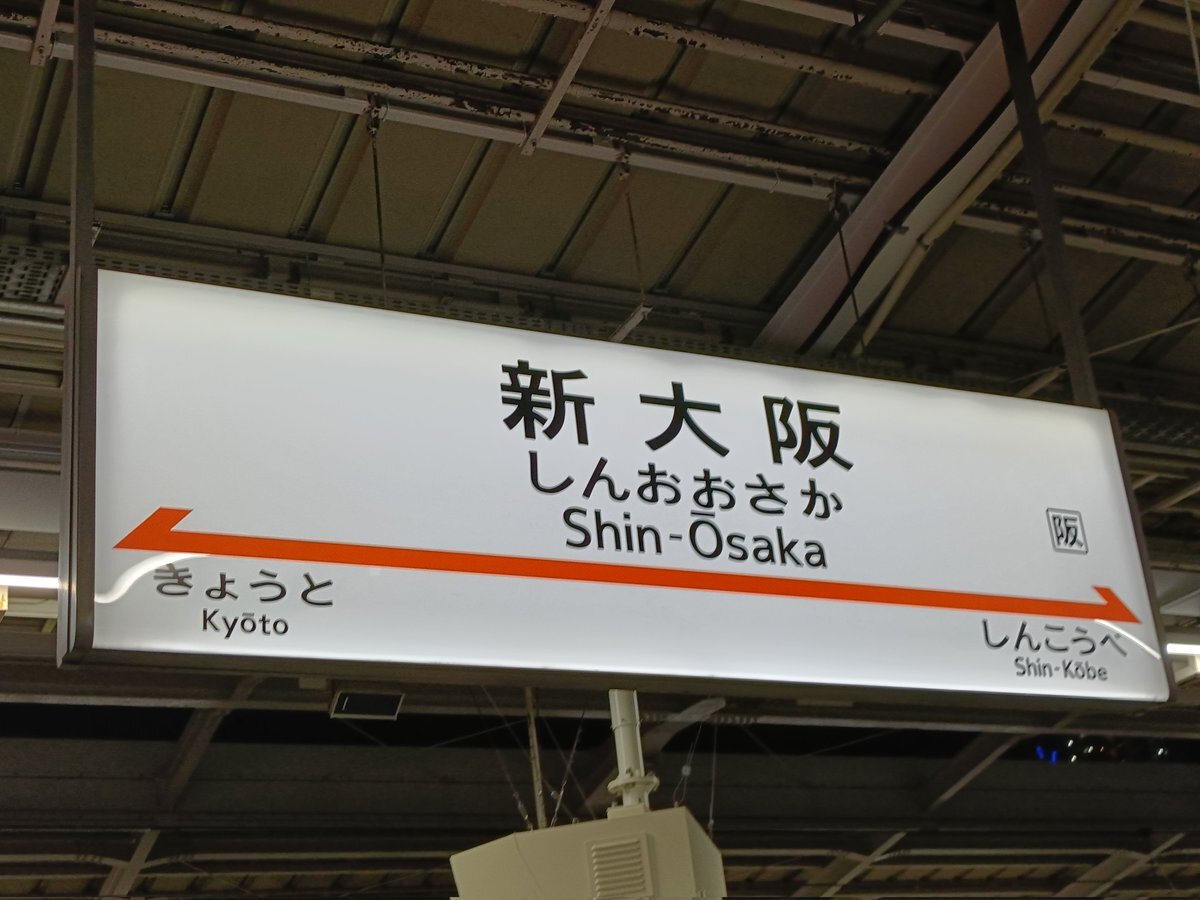 新大阪
しんおおさか
Shin-Ōsaka
阪
きょうと
Kyōto
しんこうべ
Shin-Kōbe